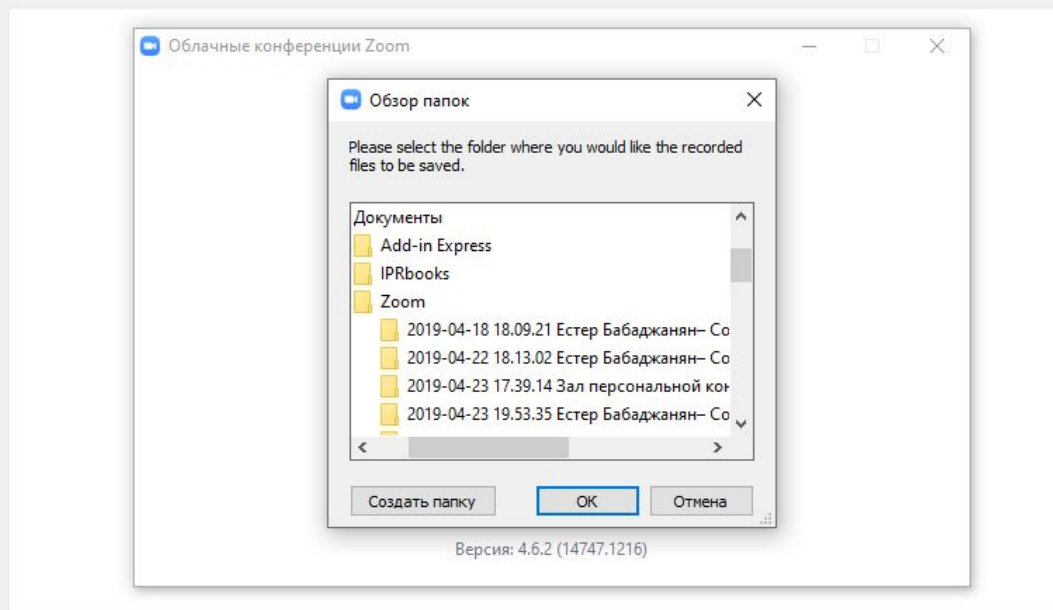 Облачные конференции Zoom
Обзор папок
Please select the folder where you would like the recorded
files to be saved.
Документы
Add-in Express
IPRbooks
Zoom
2019-04-18 18.09.21 Естер Бабаджанян– Со
2019-04-22 18.13.02 Естер Бабаджанян– Со
2019-04-23 17.39.14 Зал персональной кон
2019-04-23 19.53.35 Естер Бабаджанян– Со
Создать папку
ОК
Отмена
Версия: 4.6.2 (14747.1216)